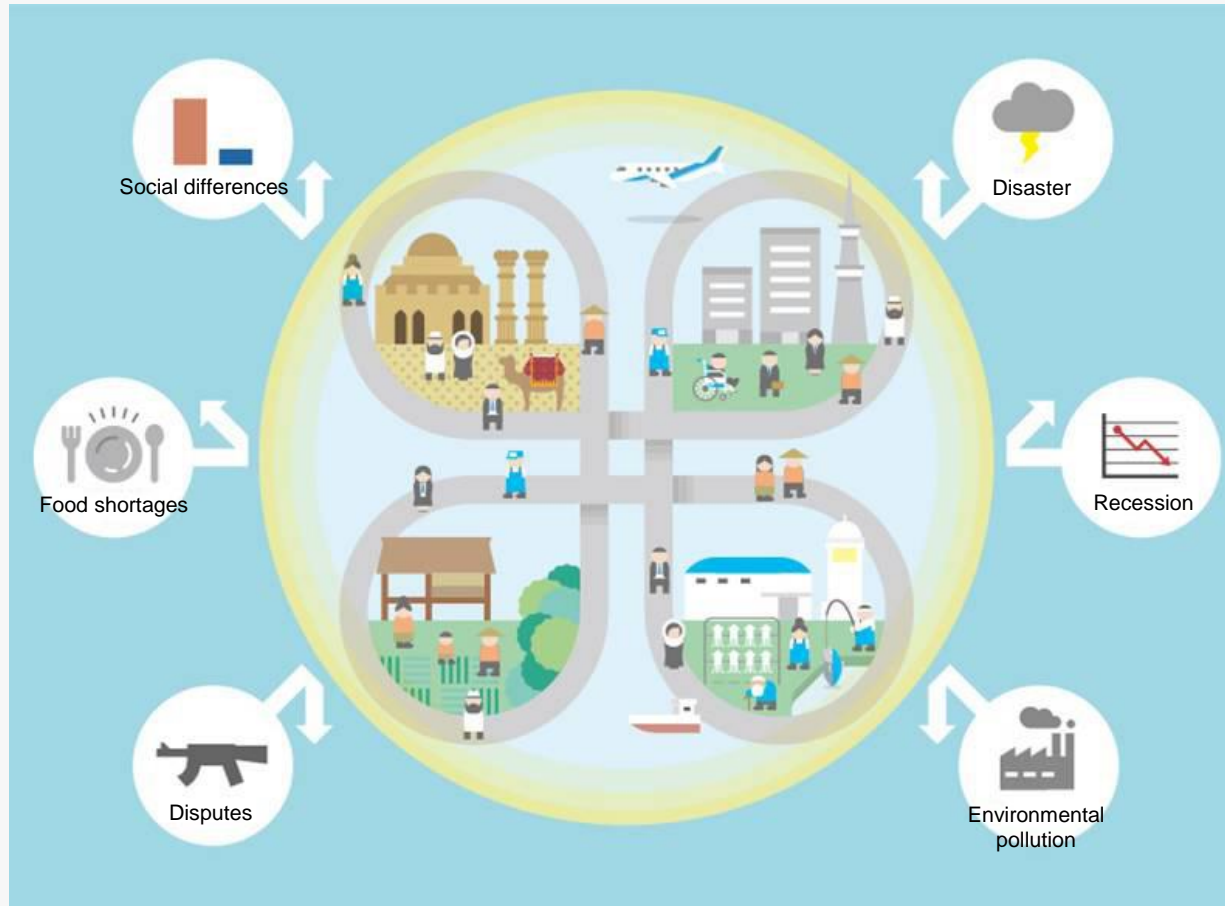 Social differences
Disaster
Food shortages
Recession
Disputes
Environmental
pollution